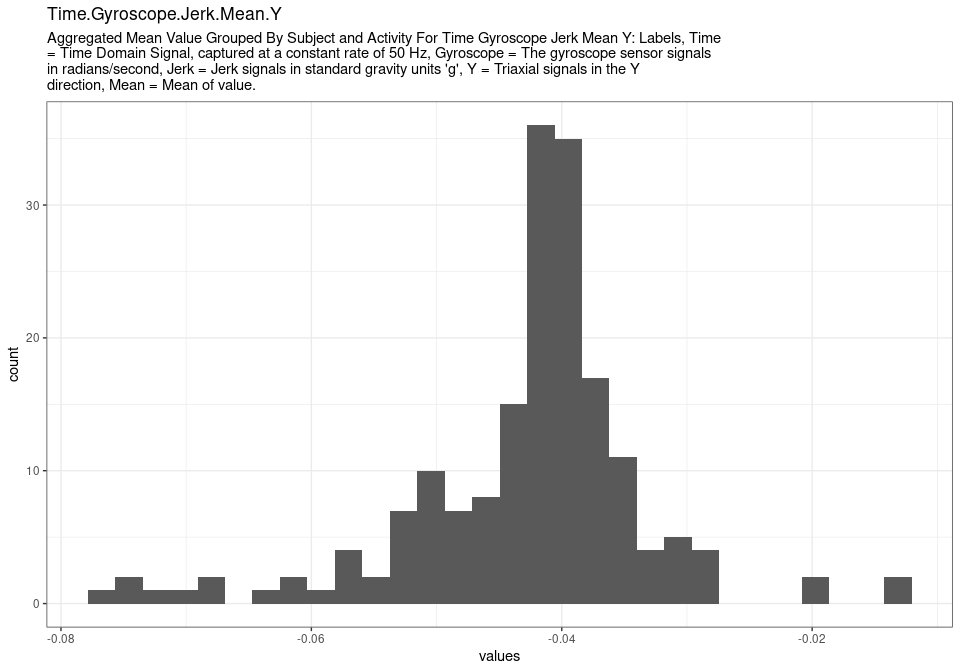 Time.Gyroscope.Jerk.Mean.Y
Aggregated Mean Value Grouped By Subject and Activity For Time Gyroscope Jerk Mean Y: Labels, Time
= Time Domain Signal, captured at a constant rate of 50 Hz, Gyroscope = The gyroscope sensor signals
in radians/second, Jerk = Jerk signals in standard gravity units 'g', Y = Triaxial signals in the Y
direction, Mean = Mean of value.
30
20
10
0
count
-0.08
-0.06
-0.04
-0.02
values